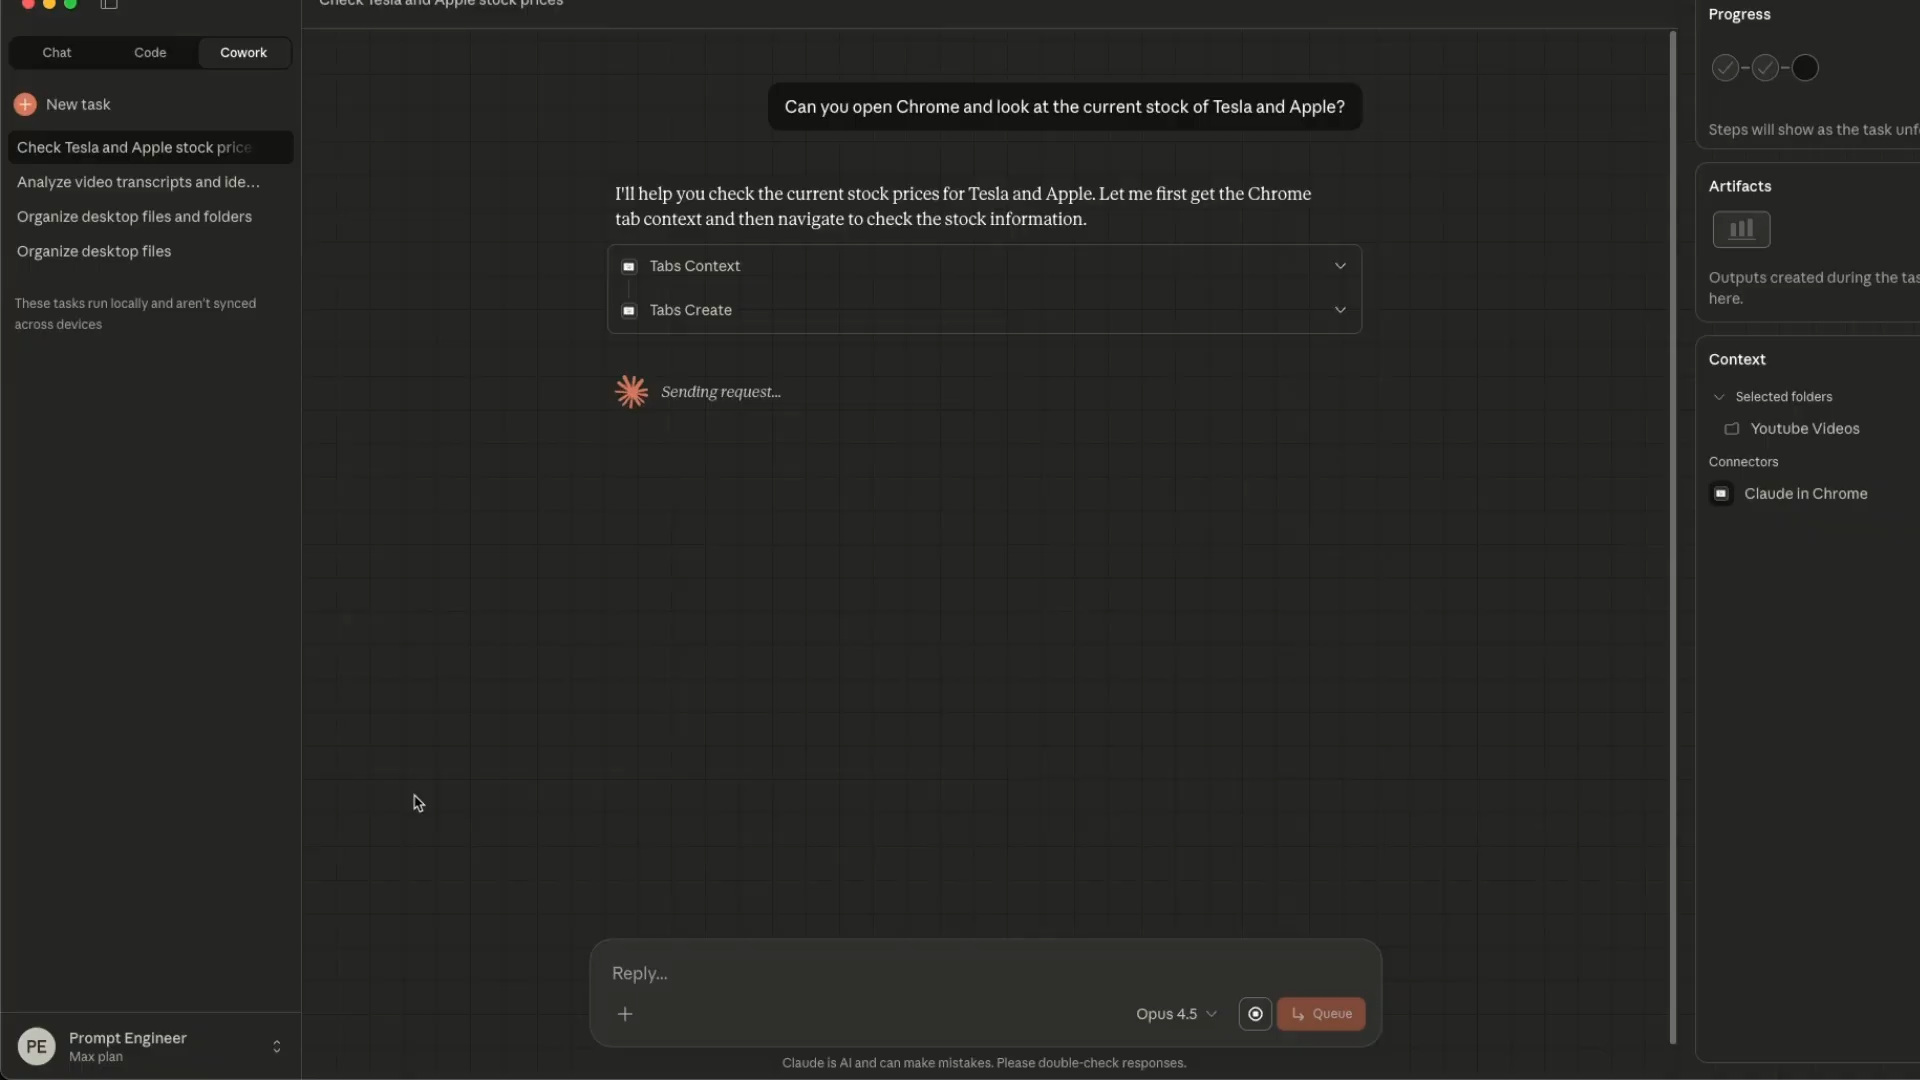 Check Tesla and Apple stock prices
Chat
Code
Cowork
New task
Check Tesla and Apple stock price
Analyze video transcripts and ide...
Organize desktop files and folders
Organize desktop files
These tasks run locally and aren't synced
across devices
Can you open Chrome and look at the current stock of Tesla and Apple?
I'll help you check the current stock prices for Tesla and Apple. Let me first get the Chrome
tab context and then navigate to check the stock information.
Tabs Context
Tabs Create
Sending request...
Reply...
Opus 4.5
Queue
Claude is AI and can make mistakes. Please double-check responses.
PE
Prompt Engineer
Max plan
Progress
Steps will show as the task unf
Artifacts
Outputs created during the tas
here.
Context
Selected folders
Youtube Videos
Connectors
Claude in Chrome